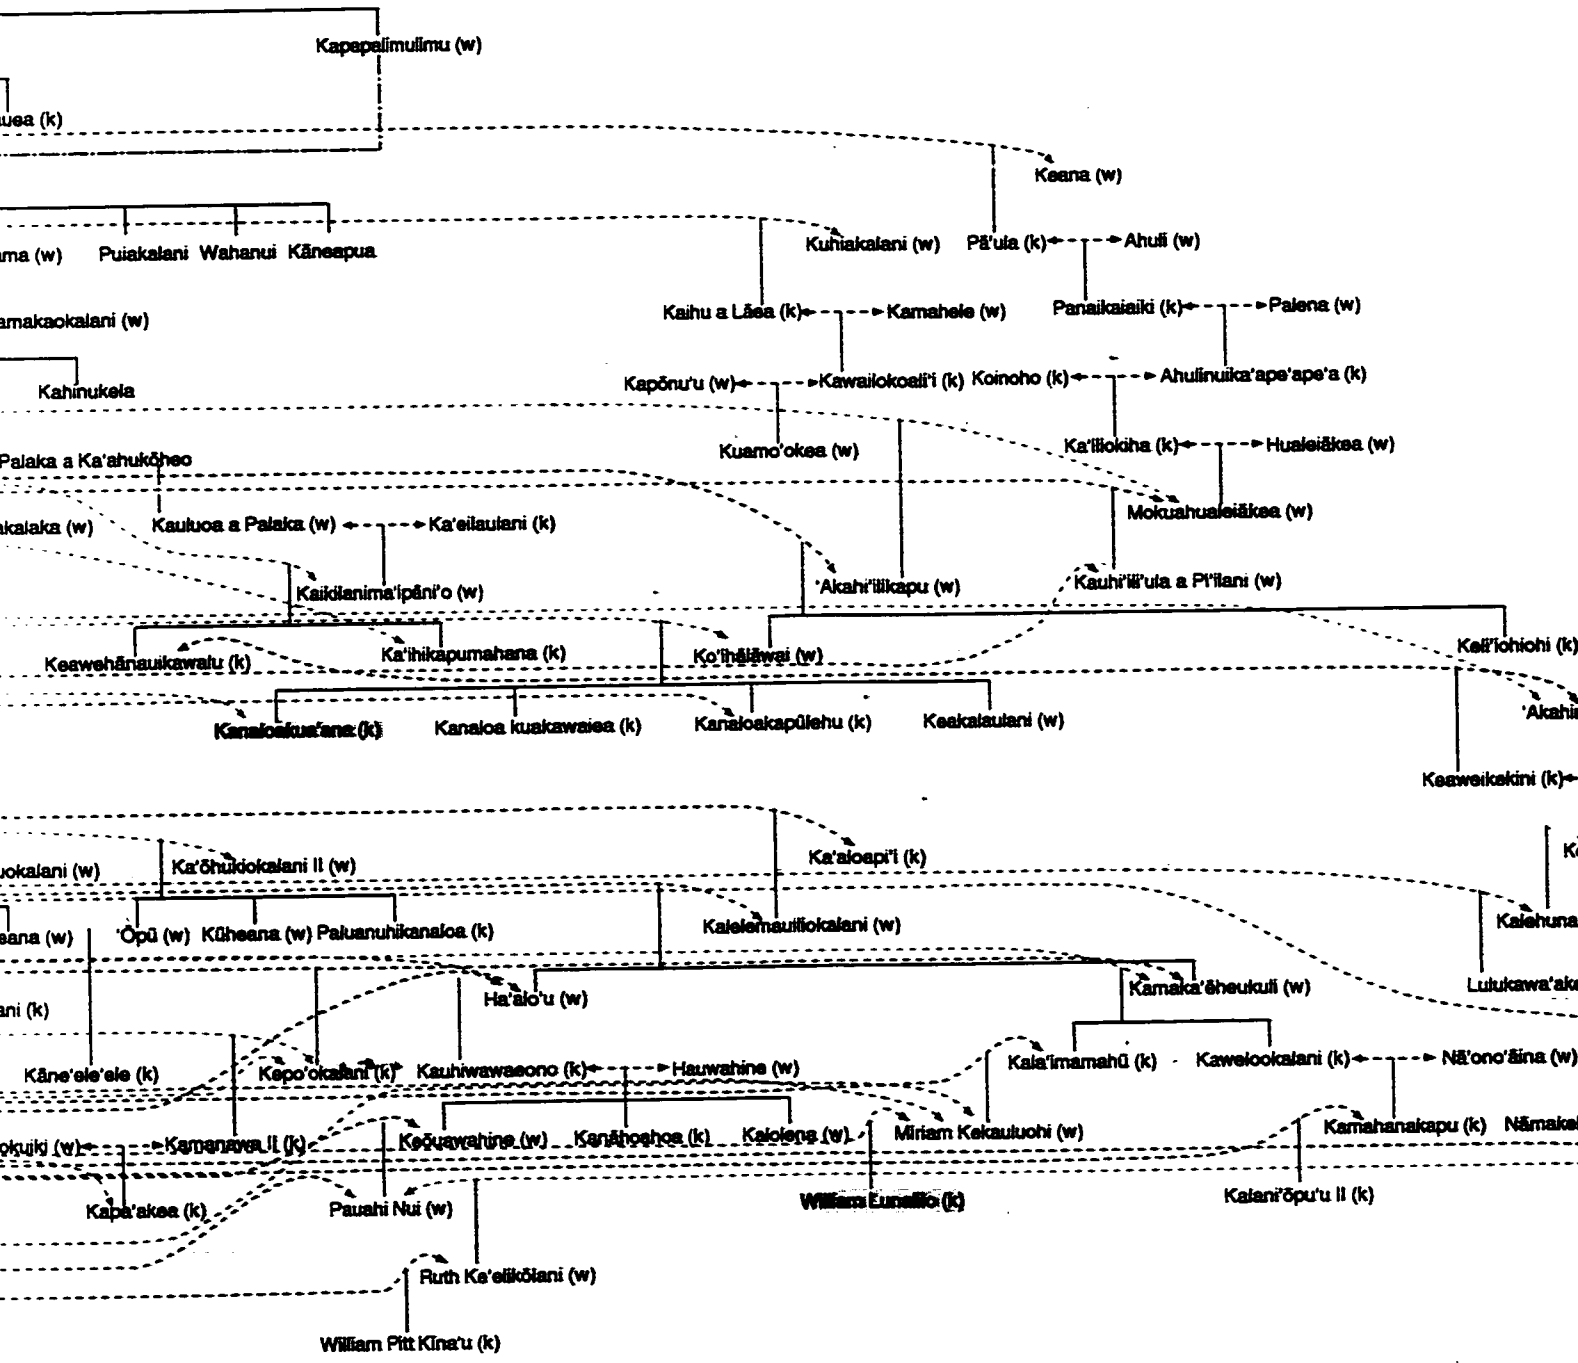 Kapapalimulimu (w)
uea (k)
Keana (w)
ama (w) Puiakalani Wahanui Kāneapua Kuhiakalani (w) Pā'ula (k) Ahuli (w)
amakaokalani (w) Kaihu a Lāea (k) Kamahele (w) Panaikaiaiki (k) Palena (w)
Kahinukela Kapōnu'u (w) Kawailokoali'i (k) Koinoho (k) Ahulinuika'ape'ape'a (k)
Palaka a Ka'ahukōheo Kuamo'okea (w) Ka'iliokiha (k) Hualeiākea (w)
akalaka (w) Kauluoa a Palaka (w) Ka'eilaulani (k) Mokuahualeiākea (w)
Kaikilanima'ipāni'o (w) 'Akahi'ilikapu (w) Kauhi'ili'ula a Pi'ilani (w)
Keawehānauikawalu (k) Ka'ihikapumahana (k) Ko'ihālāwai (w) Keli'iohiohi (k)
Kanaloakua'ana (k) Kanaloa kuakawaiea (k) Kanaloakapūlehu (k) Keakalaulani (w) 'Akahi
Keaweikekini (k)
uokalani (w) Ka'ōhukiokalani II (w) Ka'aloapi'i (k) K
eana (w) 'Ōpū (w) Kūheana (w) Paluanuhikanaloa (k) Kalelemauliokalani (w) Kalehuna
ani (k) Ha'alo'u (w) Kamaka'ēheukuli (w) Lulukawa'ake
Kāne'ele'ele (k) Kepo'okalani (k) Kauhiwawaeono (k) Hauwahine (w) Kala'imamahū (k) Kawelookalani (k) Nā'ono'āina (w)
okuiki (w) Kamanawa II (k) Keōuawahine (w) Kanāhoahoa (k) Kalolena (w) Miriam Kekauluohi (w) Kamahanakapu (k) Nāmake
Kapa'akea (k) Pauahi Nui (w) William Lunalilo (k) Kalani'ōpu'u II (k)
Ruth Ke'elikōlani (w)
William Pitt Kīna'u (k)